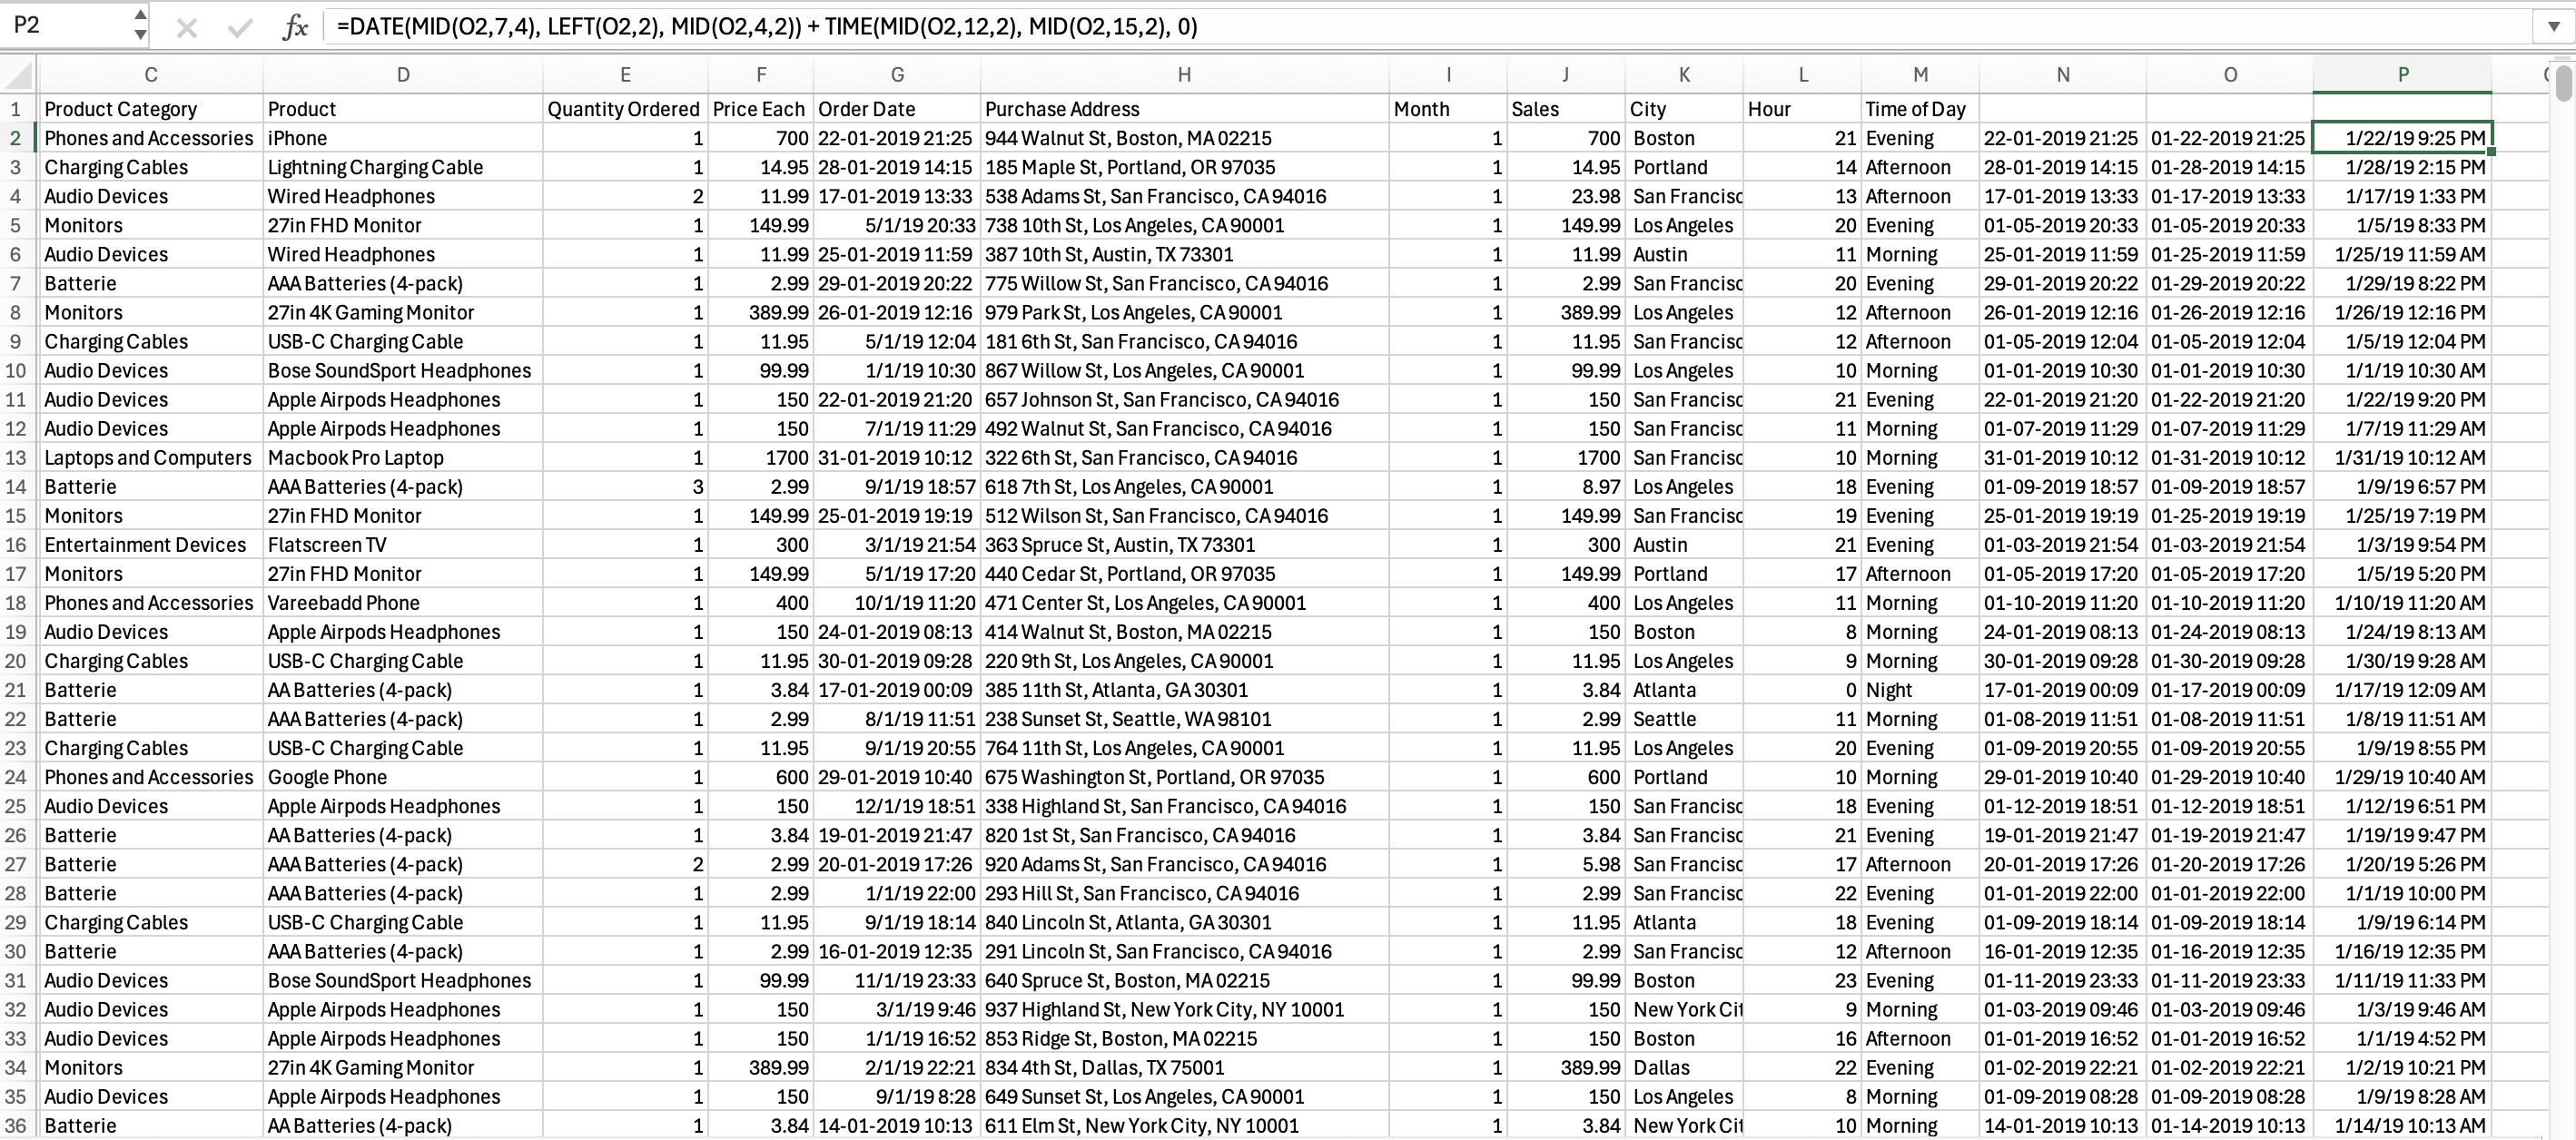 P2 fx =DATE(MID(O2,7,4), LEFT(O2,2), MID(O2,4,2)) + TIME(MID(O2,12,2), MID(O2,15,2), 0)
C D E F G H I J K L M N O P
1 Product Category Product Quantity Ordered Price Each Order Date Purchase Address Month Sales City Hour Time of Day
2 Phones and Accessories iPhone 1 700 22-01-2019 21:25 944 Walnut St, Boston, MA 02215 1 700 Boston 21 Evening 22-01-2019 21:25 01-22-2019 21:25 1/22/19 9:25 PM
3 Charging Cables Lightning Charging Cable 1 14.95 28-01-2019 14:15 185 Maple St, Portland, OR 97035 1 14.95 Portland 14 Afternoon 28-01-2019 14:15 01-28-2019 14:15 1/28/19 2:15 PM
4 Audio Devices Wired Headphones 2 11.99 17-01-2019 13:33 538 Adams St, San Francisco, CA 94016 1 23.98 San Francisc 13 Afternoon 17-01-2019 13:33 01-17-2019 13:33 1/17/19 1:33 PM
5 Monitors 27in FHD Monitor 1 149.99 5/1/19 20:33 738 10th St, Los Angeles, CA 90001 1 149.99 Los Angeles 20 Evening 01-05-2019 20:33 01-05-2019 20:33 1/5/19 8:33 PM
6 Audio Devices Wired Headphones 1 11.99 25-01-2019 11:59 387 10th St, Austin, TX 73301 1 11.99 Austin 11 Morning 25-01-2019 11:59 01-25-2019 11:59 1/25/19 11:59 AM
7 Batterie AAA Batteries (4-pack) 1 2.99 29-01-2019 20:22 775 Willow St, San Francisco, CA 94016 1 2.99 San Francisc 20 Evening 29-01-2019 20:22 01-29-2019 20:22 1/29/19 8:22 PM
8 Monitors 27in 4K Gaming Monitor 1 389.99 26-01-2019 12:16 979 Park St, Los Angeles, CA 90001 1 389.99 Los Angeles 12 Afternoon 26-01-2019 12:16 01-26-2019 12:16 1/26/19 12:16 PM
9 Charging Cables USB-C Charging Cable 1 11.95 5/1/19 12:04 181 6th St, San Francisco, CA 94016 1 11.95 San Francisc 12 Afternoon 01-05-2019 12:04 01-05-2019 12:04 1/5/19 12:04 PM
10 Audio Devices Bose SoundSport Headphones 1 99.99 1/1/19 10:30 867 Willow St, Los Angeles, CA 90001 1 99.99 Los Angeles 10 Morning 01-01-2019 10:30 01-01-2019 10:30 1/1/19 10:30 AM
11 Audio Devices Apple Airpods Headphones 1 150 22-01-2019 21:20 657 Johnson St, San Francisco, CA 94016 1 150 San Francisc 21 Evening 22-01-2019 21:20 01-22-2019 21:20 1/22/19 9:20 PM
12 Audio Devices Apple Airpods Headphones 1 150 7/1/19 11:29 492 Walnut St, San Francisco, CA 94016 1 150 San Francisc 11 Morning 01-07-2019 11:29 01-07-2019 11:29 1/7/19 11:29 AM
13 Laptops and Computers Macbook Pro Laptop 1 1700 31-01-2019 10:12 322 6th St, San Francisco, CA 94016 1 1700 San Francisc 10 Morning 31-01-2019 10:12 01-31-2019 10:12 1/31/19 10:12 AM
14 Batterie AAA Batteries (4-pack) 3 2.99 9/1/19 18:57 618 7th St, Los Angeles, CA 90001 1 8.97 Los Angeles 18 Evening 01-09-2019 18:57 01-09-2019 18:57 1/9/19 6:57 PM
15 Monitors 27in FHD Monitor 1 149.99 25-01-2019 19:19 512 Wilson St, San Francisco, CA 94016 1 149.99 San Francisc 19 Evening 25-01-2019 19:19 01-25-2019 19:19 1/25/19 7:19 PM
16 Entertainment Devices Flatscreen TV 1 300 3/1/19 21:54 363 Spruce St, Austin, TX 73301 1 300 Austin 21 Evening 01-03-2019 21:54 01-03-2019 21:54 1/3/19 9:54 PM
17 Monitors 27in FHD Monitor 1 149.99 5/1/19 17:20 440 Cedar St, Portland, OR 97035 1 149.99 Portland 17 Afternoon 01-05-2019 17:20 01-05-2019 17:20 1/5/19 5:20 PM
18 Phones and Accessories Vareebadd Phone 1 400 10/1/19 11:20 471 Center St, Los Angeles, CA 90001 1 400 Los Angeles 11 Morning 01-10-2019 11:20 01-10-2019 11:20 1/10/19 11:20 AM
19 Audio Devices Apple Airpods Headphones 1 150 24-01-2019 08:13 414 Walnut St, Boston, MA 02215 1 150 Boston 8 Morning 24-01-2019 08:13 01-24-2019 08:13 1/24/19 8:13 AM
20 Charging Cables USB-C Charging Cable 1 11.95 30-01-2019 09:28 220 9th St, Los Angeles, CA 90001 1 11.95 Los Angeles 9 Morning 30-01-2019 09:28 01-30-2019 09:28 1/30/19 9:28 AM
21 Batterie AA Batteries (4-pack) 1 3.84 17-01-2019 00:09 385 11th St, Atlanta, GA 30301 1 3.84 Atlanta 0 Night 17-01-2019 00:09 01-17-2019 00:09 1/17/19 12:09 AM
22 Batterie AAA Batteries (4-pack) 1 2.99 8/1/19 11:51 238 Sunset St, Seattle, WA 98101 1 2.99 Seattle 11 Morning 01-08-2019 11:51 01-08-2019 11:51 1/8/19 11:51 AM
23 Charging Cables USB-C Charging Cable 1 11.95 9/1/19 20:55 764 11th St, Los Angeles, CA 90001 1 11.95 Los Angeles 20 Evening 01-09-2019 20:55 01-09-2019 20:55 1/9/19 8:55 PM
24 Phones and Accessories Google Phone 1 600 29-01-2019 10:40 675 Washington St, Portland, OR 97035 1 600 Portland 10 Morning 29-01-2019 10:40 01-29-2019 10:40 1/29/19 10:40 AM
25 Audio Devices Apple Airpods Headphones 1 150 12/1/19 18:51 338 Highland St, San Francisco, CA 94016 1 150 San Francisc 18 Evening 01-12-2019 18:51 01-12-2019 18:51 1/12/19 6:51 PM
26 Batterie AA Batteries (4-pack) 1 3.84 19-01-2019 21:47 820 1st St, San Francisco, CA 94016 1 3.84 San Francisc 21 Evening 19-01-2019 21:47 01-19-2019 21:47 1/19/19 9:47 PM
27 Batterie AAA Batteries (4-pack) 2 2.99 20-01-2019 17:26 920 Adams St, San Francisco, CA 94016 1 5.98 San Francisc 17 Afternoon 20-01-2019 17:26 01-20-2019 17:26 1/20/19 5:26 PM
28 Batterie AAA Batteries (4-pack) 1 2.99 1/1/19 22:00 293 Hill St, San Francisco, CA 94016 1 2.99 San Francisc 22 Evening 01-01-2019 22:00 01-01-2019 22:00 1/1/19 10:00 PM
29 Charging Cables USB-C Charging Cable 1 11.95 9/1/19 18:14 840 Lincoln St, Atlanta, GA 30301 1 11.95 Atlanta 18 Evening 01-09-2019 18:14 01-09-2019 18:14 1/9/19 6:14 PM
30 Batterie AAA Batteries (4-pack) 1 2.99 16-01-2019 12:35 291 Lincoln St, San Francisco, CA 94016 1 2.99 San Francisc 12 Afternoon 16-01-2019 12:35 01-16-2019 12:35 1/16/19 12:35 PM
31 Audio Devices Bose SoundSport Headphones 1 99.99 11/1/19 23:33 640 Spruce St, Boston, MA 02215 1 99.99 Boston 23 Evening 01-11-2019 23:33 01-11-2019 23:33 1/11/19 11:33 PM
32 Audio Devices Apple Airpods Headphones 1 150 3/1/19 9:46 937 Highland St, New York City, NY 10001 1 150 New York Cit 9 Morning 01-03-2019 09:46 01-03-2019 09:46 1/3/19 9:46 AM
33 Audio Devices Apple Airpods Headphones 1 150 1/1/19 16:52 853 Ridge St, Boston, MA 02215 1 150 Boston 16 Afternoon 01-01-2019 16:52 01-01-2019 16:52 1/1/19 4:52 PM
34 Monitors 27in 4K Gaming Monitor 1 389.99 2/1/19 22:21 834 4th St, Dallas, TX 75001 1 389.99 Dallas 22 Evening 01-02-2019 22:21 01-02-2019 22:21 1/2/19 10:21 PM
35 Audio Devices Apple Airpods Headphones 1 150 9/1/19 8:28 649 Sunset St, Los Angeles, CA 90001 1 150 Los Angeles 8 Morning 01-09-2019 08:28 01-09-2019 08:28 1/9/19 8:28 AM
36 Batterie AA Batteries (4-pack) 1 3.84 14-01-2019 10:13 611 Elm St, New York City, NY 10001 1 3.84 New York Cit 10 Morning 14-01-2019 10:13 01-14-2019 10:13 1/14/19 10:13 AM